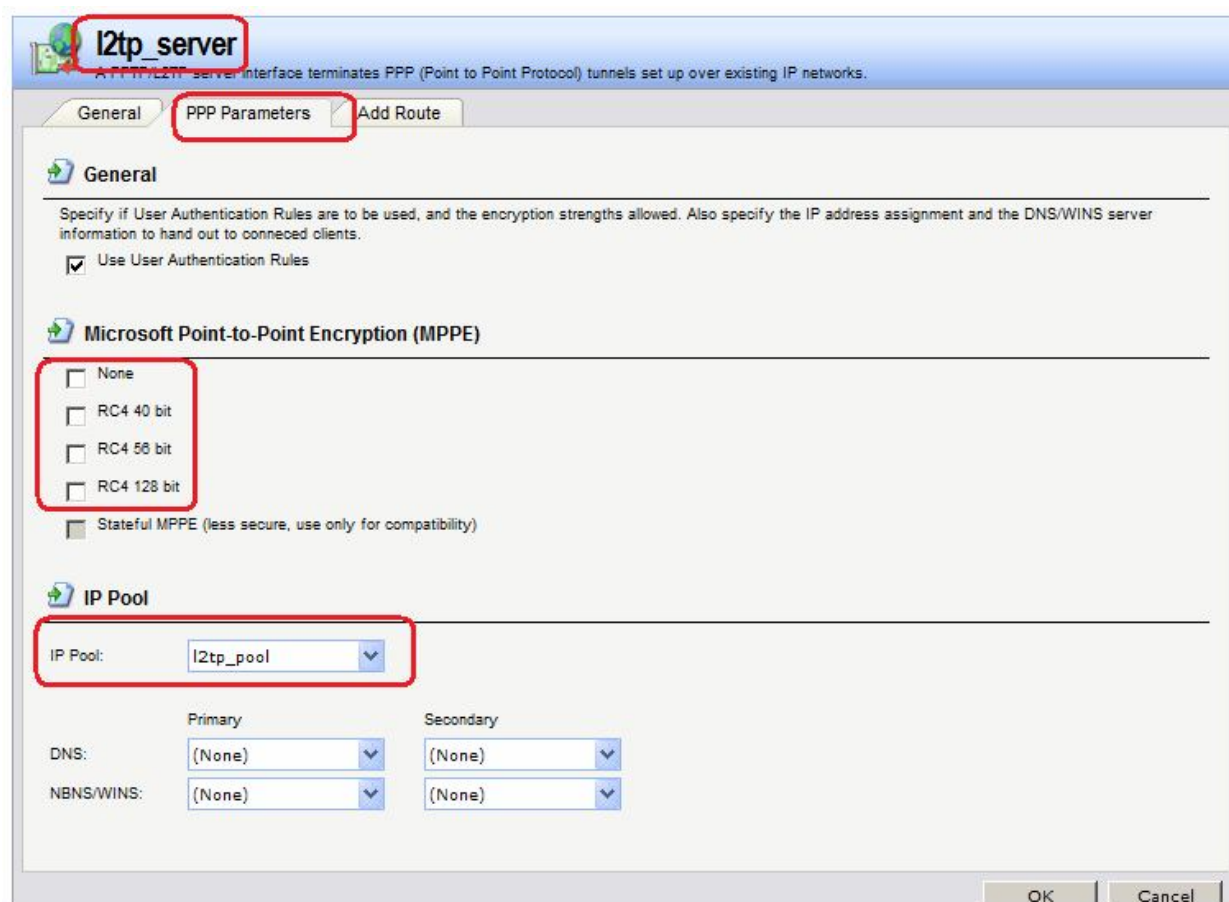 l2tp_server
A PPTP/L2TP server interface terminates PPP (Point to Point Protocol) tunnels set up over existing IP networks.
General PPP Parameters Add Route
General
Specify if User Authentication Rules are to be used, and the encryption strengths allowed. Also specify the IP address assignment and the DNS/WINS server
information to hand out to conneced clients.
Use User Authentication Rules
Microsoft Point-to-Point Encryption (MPPE)
None
RC4 40 bit
RC4 56 bit
RC4 128 bit
Stateful MPPE (less secure, use only for compatibility)
IP Pool
IP Pool: l2tp_pool
Primary Secondary
DNS: (None) (None)
NBNS/WINS: (None) (None)
OK Cancel